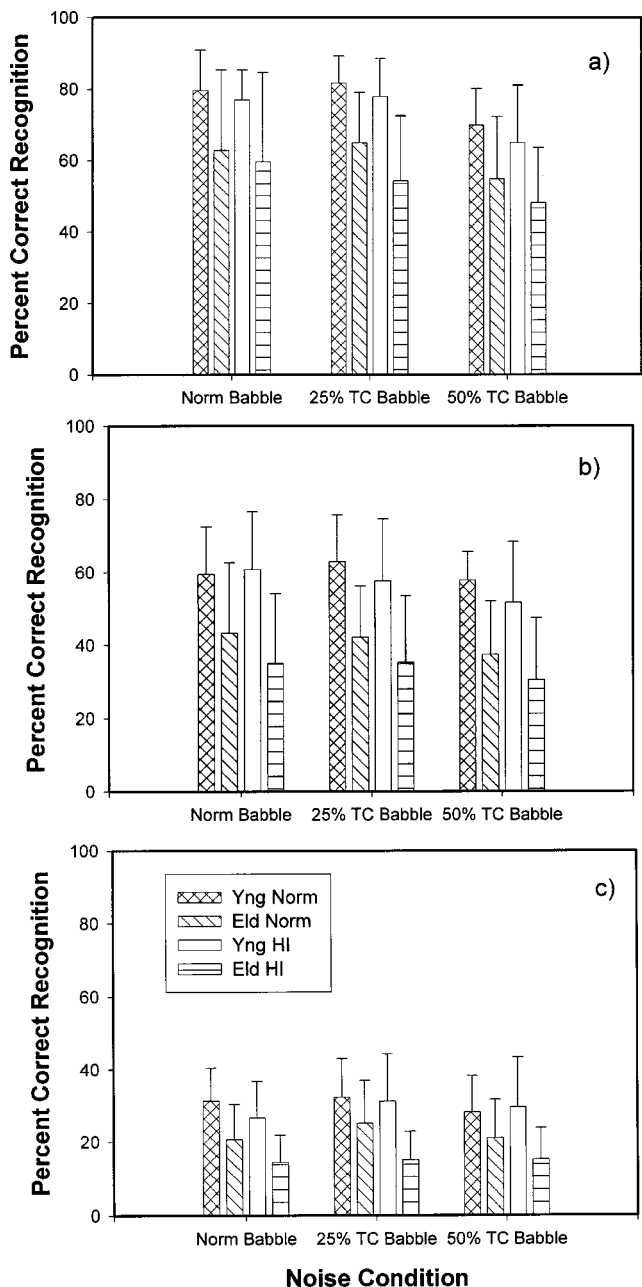 100
80
60
40
20
0
Percent Correct Recognition
a)
Norm Babble 25% TC Babble 50% TC Babble
100
80
60
40
20
0
Percent Correct Recognition
b)
Norm Babble 25% TC Babble 50% TC Babble
100
80
60
40
20
0
Percent Correct Recognition
c)
Yng Norm
Eld Norm
Yng HI
Eld HI
Norm Babble 25% TC Babble 50% TC Babble
Noise Condition